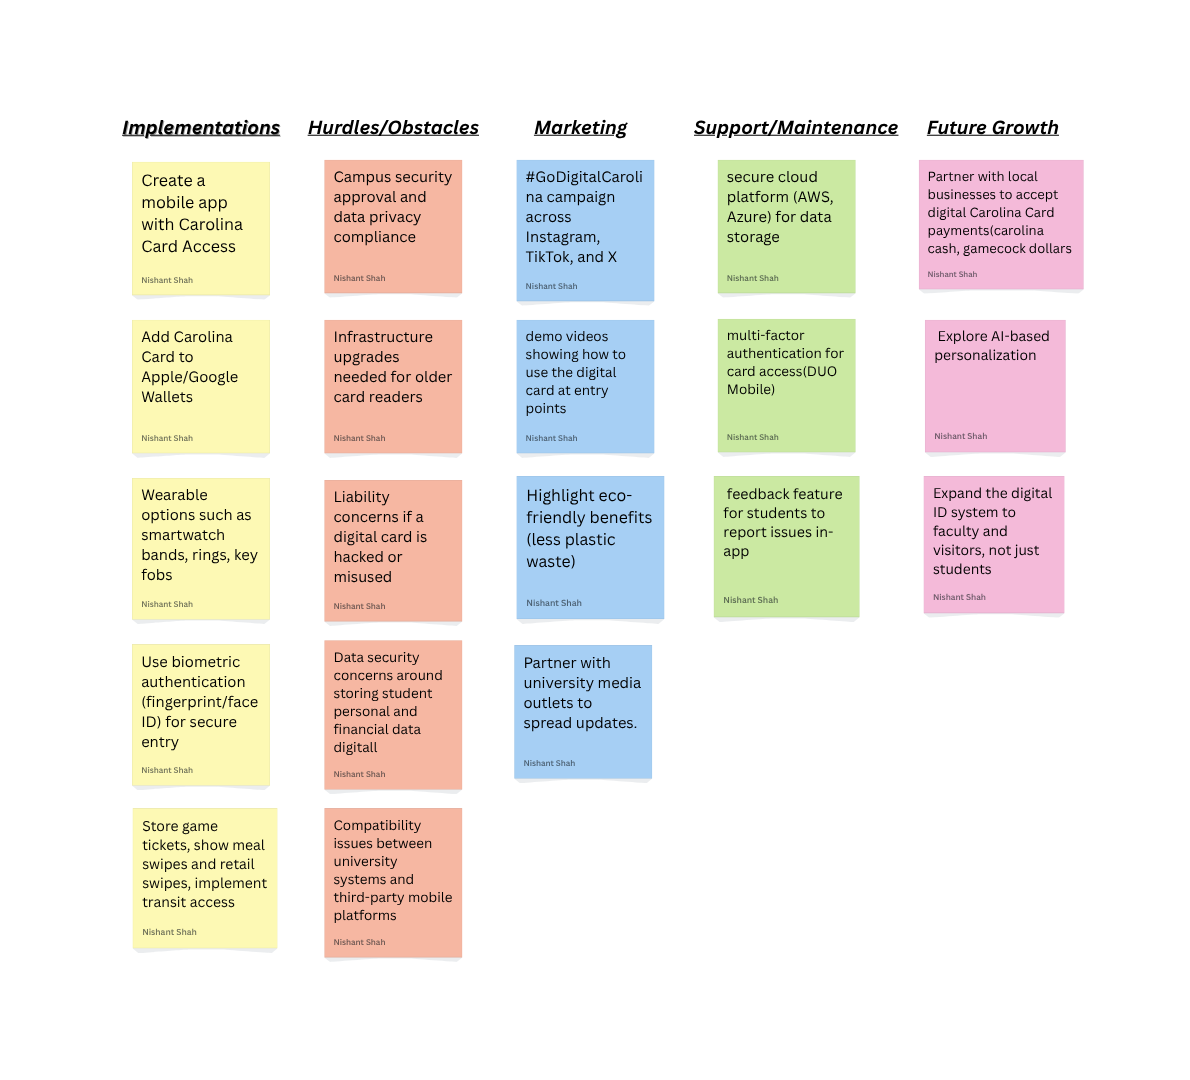 Implementations
Create a
mobile app
with Carolina
Card Access
Nishant Shah
Add Carolina
Card to
Apple/Google
Wallets
Nishant Shah
Wearable
options such as
smartwatch
bands, rings, key
fobs
Nishant Shah
Use biometric
authentication
(fingerprint/face
ID) for secure
entry
Nishant Shah
Store game
tickets, show meal
swipes and retail
swipes, implement
transit access
Nishant Shah
Hurdles/Obstacles
Campus security
approval and
data privacy
compliance
Nishant Shah
Infrastructure
upgrades
needed for older
card readers
Nishant Shah
Liability
concerns if a
digital card is
hacked or
misused
Nishant Shah
Data security
concerns around
storing student
personal and
financial data
digitall
Nishant Shah
Compatibility
issues between
university
systems and
third-party mobile
platforms
Nishant Shah
Marketing
#GoDigitalCaroli
na campaign
across
Instagram,
TikTok, and X
Nishant Shah
demo videos
showing how to
use the digital
card at entry
points
Nishant Shah
Highlight eco-
friendly benefits
(less plastic
waste)
Nishant Shah
Partner with
university media
outlets to
spread updates.
Nishant Shah
Support/Maintenance
secure cloud
platform (AWS,
Azure) for data
storage
Nishant Shah
multi-factor
authentication for
card access(DUO
Mobile)
Nishant Shah
feedback feature
for students to
report issues in-
app
Nishant Shah
Future Growth
Partner with local
businesses to accept
digital Carolina Card
payments(carolina
cash, gamecock dollars
Nishant Shah
Explore AI-based
personalization
Nishant Shah
Expand the digital
ID system to
faculty and
visitors, not just
students
Nishant Shah